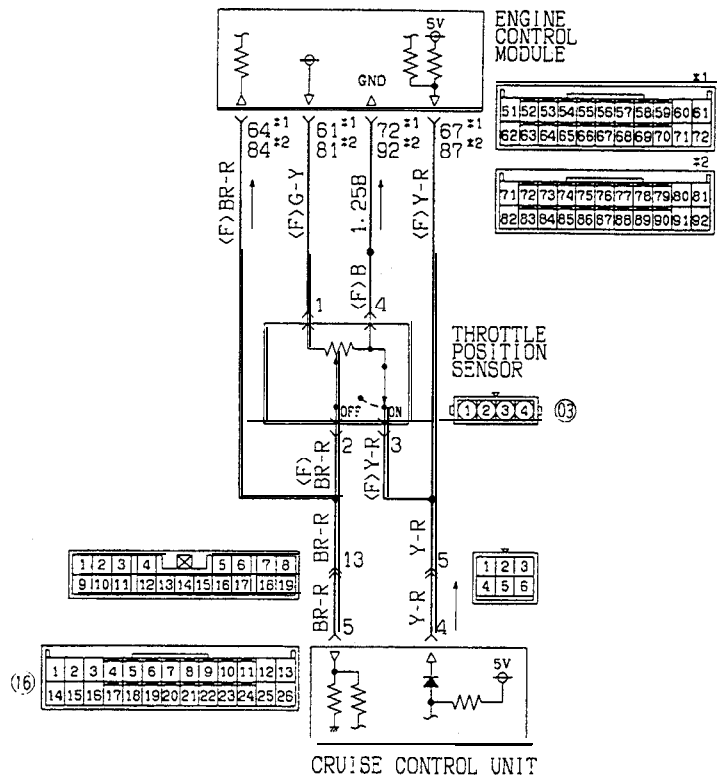 ENGINE
CONTROL
MODULE
5V
GND
*1
51 52 53 54 55 56 57 58 59 60 61
62 63 64 65 66 67 68 69 70 71 72
*2
71 72 73 74 75 76 77 78 79 80 81
82 83 84 85 86 87 88 89 90 91 92
64*1
84*2
61*1
81*2
72*1
92*2
67*1
87*2
(F)BR-R
(F)G-Y
1.25B
(F)Y-R
(F)B
1
4
THROTTLE
POSITION
SENSOR
1 2 3 4
03
OFF
ON
2
3
(F)
BR-R
(F)Y-R
BR-R
13
Y-R
5
1 2 3 4 5 6 7 8
9 10 11 12 13 14 15 16 17 18 19
1 2 3
4 5 6
BR-R
5
Y-R
4
16
1 2 3 4 5 6 7 8 9 10 11 12 13
14 15 16 17 18 19 20 21 22 23 24 25 26
5V
CRUISE CONTROL UNIT